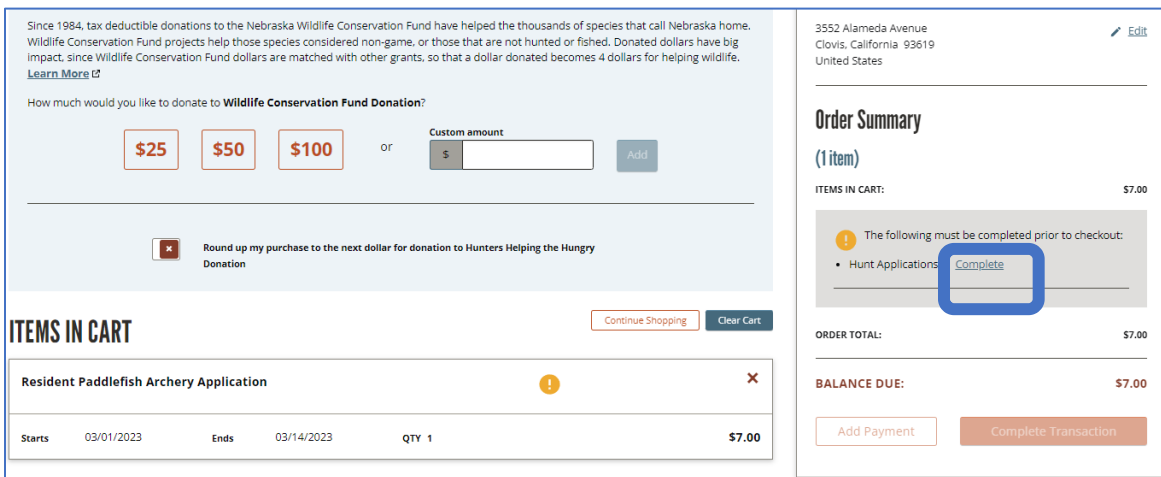 Since 1984, tax deductible donations to the Nebraska Wildlife Conservation Fund have helped the thousands of species that call Nebraska home.
Wildlife Conservation Fund projects help those species considered non-game, or those that are not hunted or fished. Donated dollars have big
impact, since Wildlife Conservation Fund dollars are matched with other grants, so that a dollar donated becomes 4 dollars for helping wildlife.
Learn More
How much would you like to donate to Wildlife Conservation Fund Donation?
Custom amount
$25 $50 $100 or $ Add
Round up my purchase to the next dollar for donation to Hunters Helping the Hungry
Donation
ITEMS IN CART
Continue Shopping Clear Cart
Resident Paddlefish Archery Application
Starts 03/01/2023 Ends 03/14/2023 QTY 1 $7.00
3552 Alameda Avenue
Edit
Clovis, California 93619
United States
Order Summary
(1 item)
ITEMS IN CART: $7.00
The following must be completed prior to checkout:
• Hunt Applications Complete
ORDER TOTAL: $7.00
BALANCE DUE: $7.00
Add Payment Complete Transaction